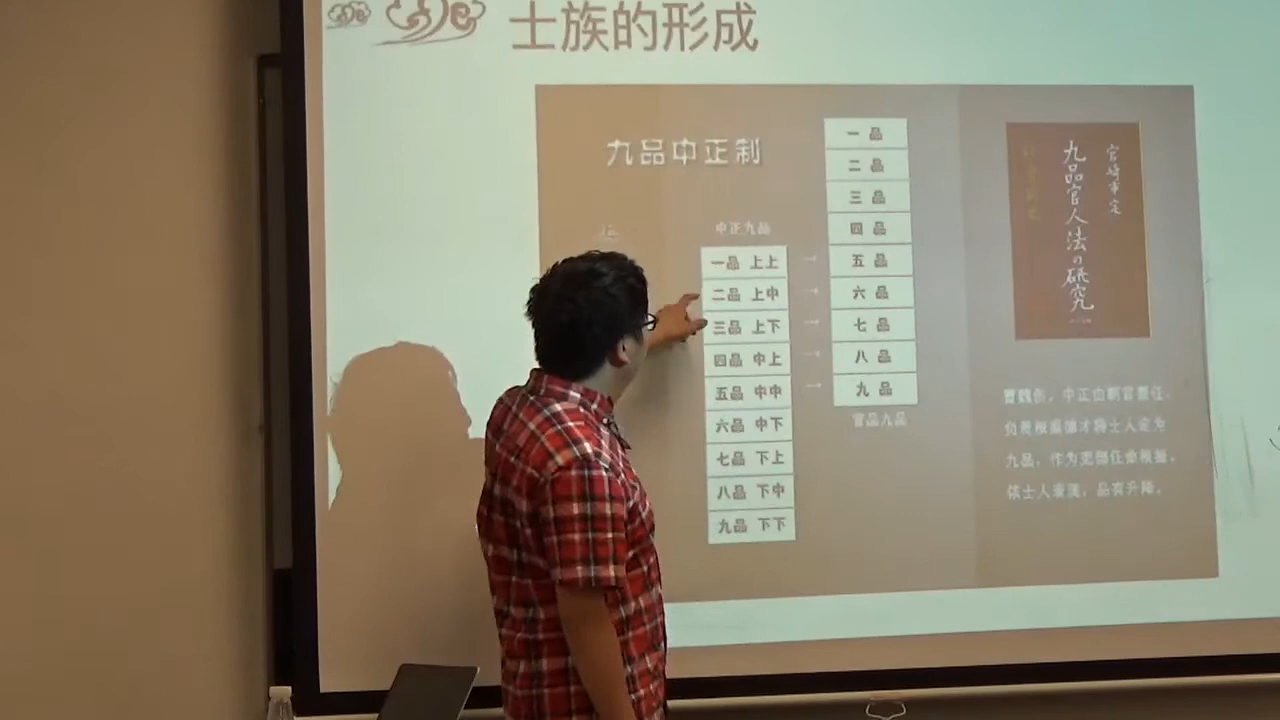 士族的形成
九品中正制
中正九品
一品 上上
二品 上中
三品 上下
四品 中上
五品 中中
六品 中下
七品 下上
八品 下中
九品 下下
一品
二品
三品
四品
五品
六品
七品
八品
九品
官品九品
宮崎市定
九品官人法の研究
曹魏创，中正由朝官兼任，
负责根据德才将士人定为
九品，作为吏部任命根据。
依士人表现，品有升降。